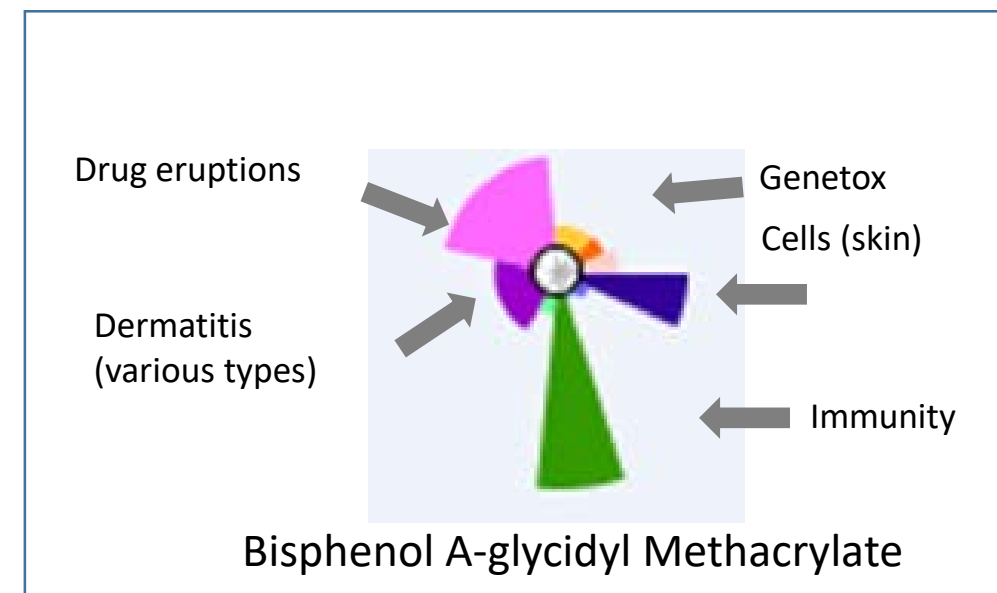 Drug eruptions
Genetox
Cells (skin)
Dermatitis
(various types)
Immunity
Bisphenol A-glycidyl Methacrylate